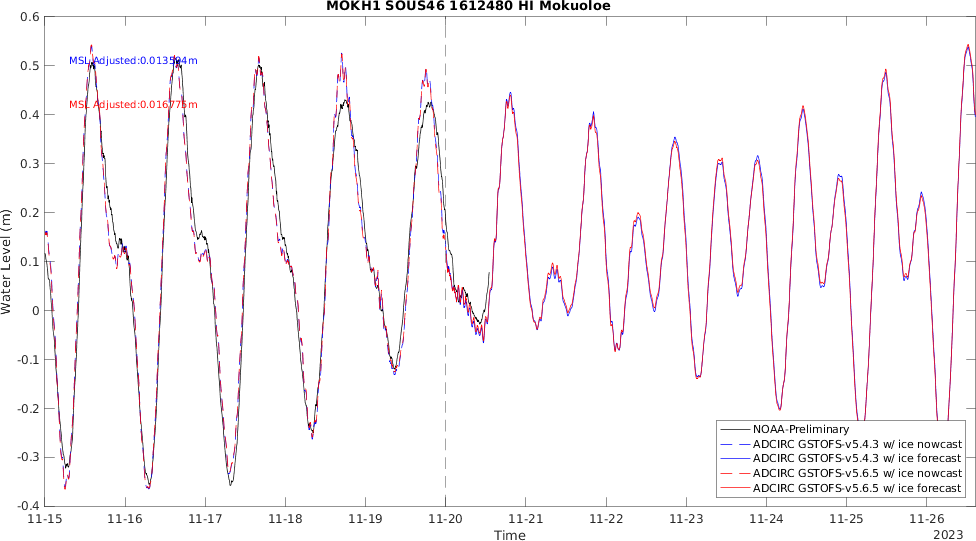 MOKH1 SOUS46 1612480 HI Mokuoloe
0.6
0.5
0.4
0.3
0.2
0.1
0
-0.1
-0.2
-0.3
-0.4
Water Level (m)
MSL Adjusted:0.013594m
MSL Adjusted:0.016775m
NOAA-Preliminary
ADCIRC GSTOFS-v5.4.3 w/ ice nowcast
ADCIRC GSTOFS-v5.4.3 w/ ice forecast
ADCIRC GSTOFS-v5.6.5 w/ ice nowcast
ADCIRC GSTOFS-v5.6.5 w/ ice forecast
11-15 11-16 11-17 11-18 11-19 11-20 11-21 11-22 11-23 11-24 11-25 11-26
Time
2023